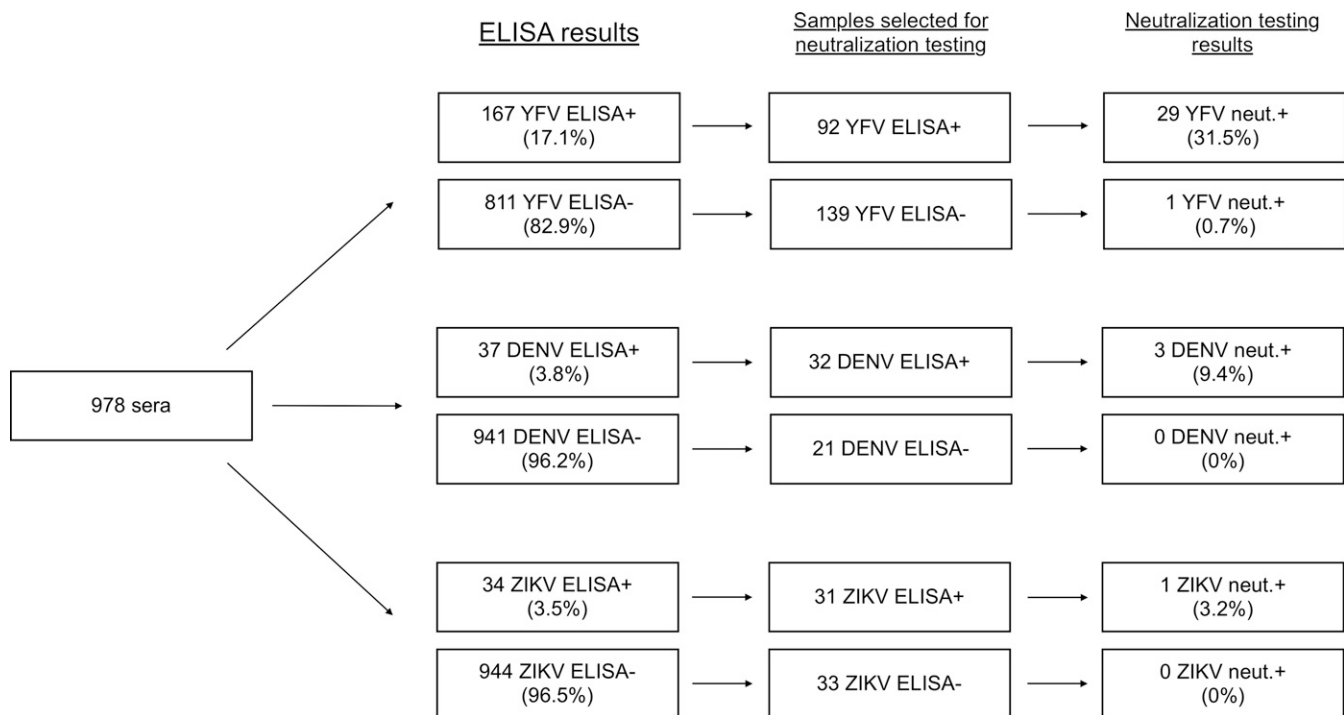 ELISA results
Samples selected for
neutralization testing
Neutralization testing
results
167 YFV ELISA+
(17.1%)
92 YFV ELISA+
29 YFV neut.+
(31.5%)
811 YFV ELISA-
(82.9%)
139 YFV ELISA-
1 YFV neut.+
(0.7%)
978 sera
37 DENV ELISA+
(3.8%)
32 DENV ELISA+
3 DENV neut.+
(9.4%)
941 DENV ELISA-
(96.2%)
21 DENV ELISA-
0 DENV neut.+
(0%)
34 ZIKV ELISA+
(3.5%)
31 ZIKV ELISA+
1 ZIKV neut.+
(3.2%)
944 ZIKV ELISA-
(96.5%)
33 ZIKV ELISA-
0 ZIKV neut.+
(0%)